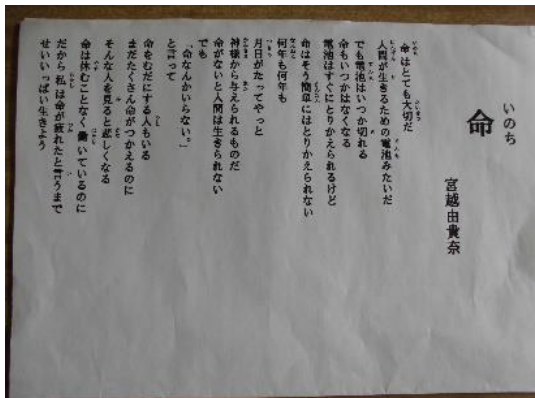 いのち
命
宮越由貴奈
命はとても大切だ
人間が生きるための電池みたいだ
でも電池はいつか切れる
命もいつかはなくなる
電池はすぐにとりかえられるけど
命はそう簡単にはとりかえられない
何年も何年も
月日がたってやっと
神様から与えられるものだ
命がないと人間は生きられない
でも
「命なんかいらない。」
と言って
命をむだにする人もいる
まだたくさん命がつかえるのに
そんな人を見ると悲しくなる
命は休むことなく働いているのに
だから私は命が疲れたと言うまで
せいいっぱい生きよう